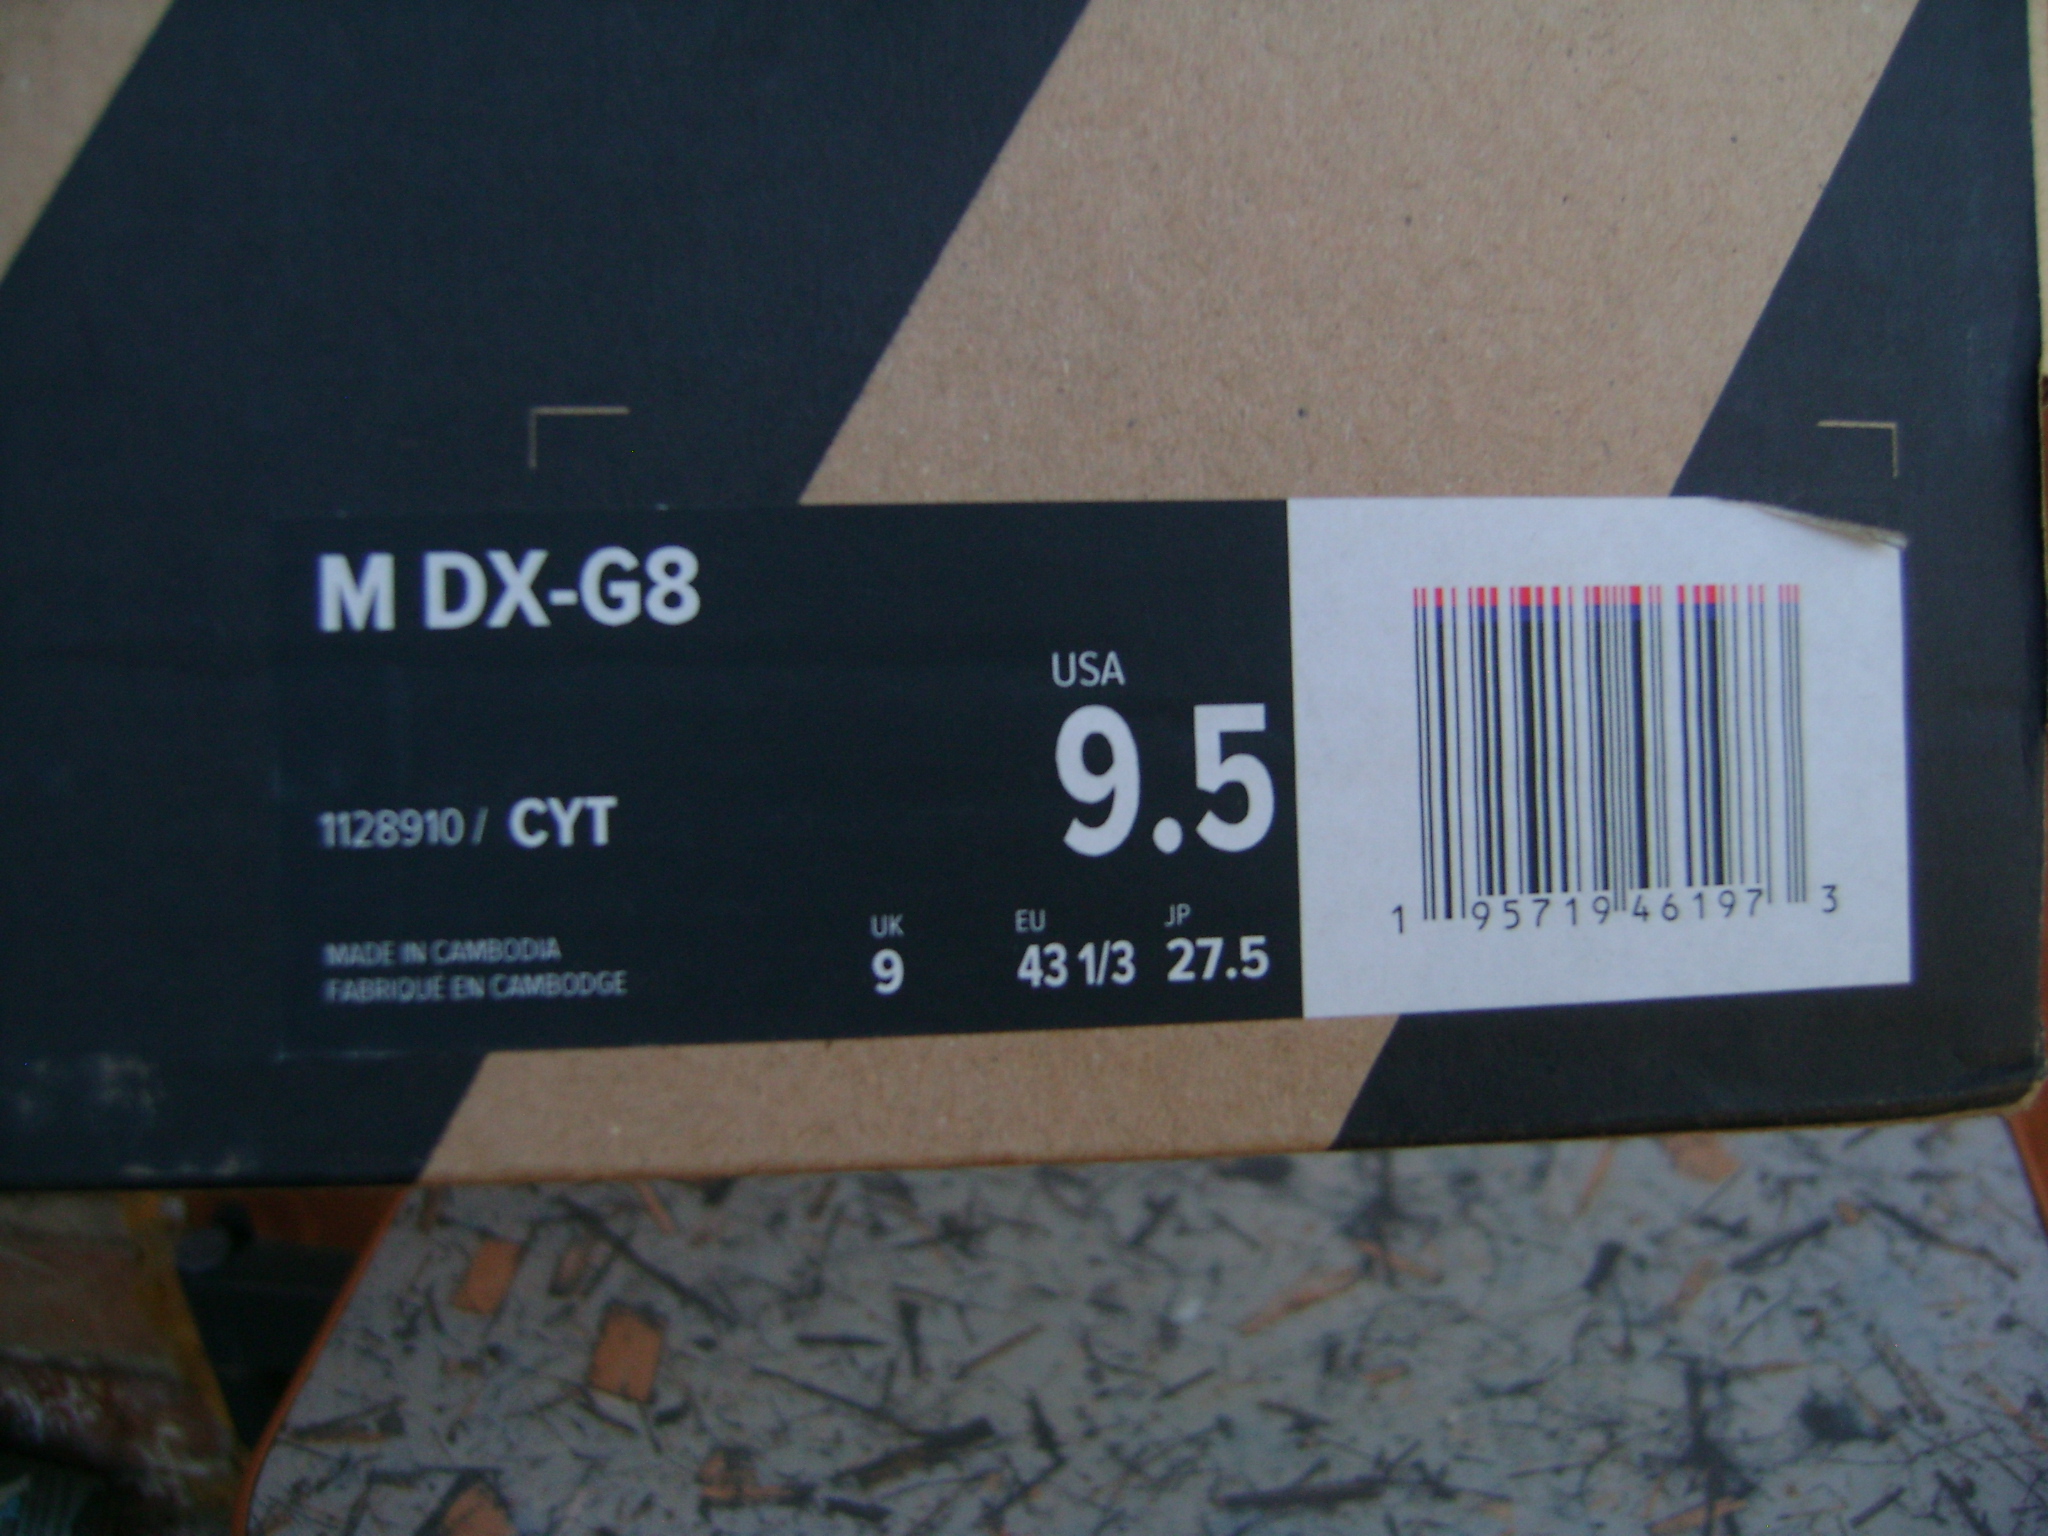 M DX-G8
USA
9.5
1128910 / CYT
UK EU JP
9 43 1/3 27.5
MADE IN CAMBODIA
FABRIQUÉ EN CAMBODGE
1 95719 46197 3